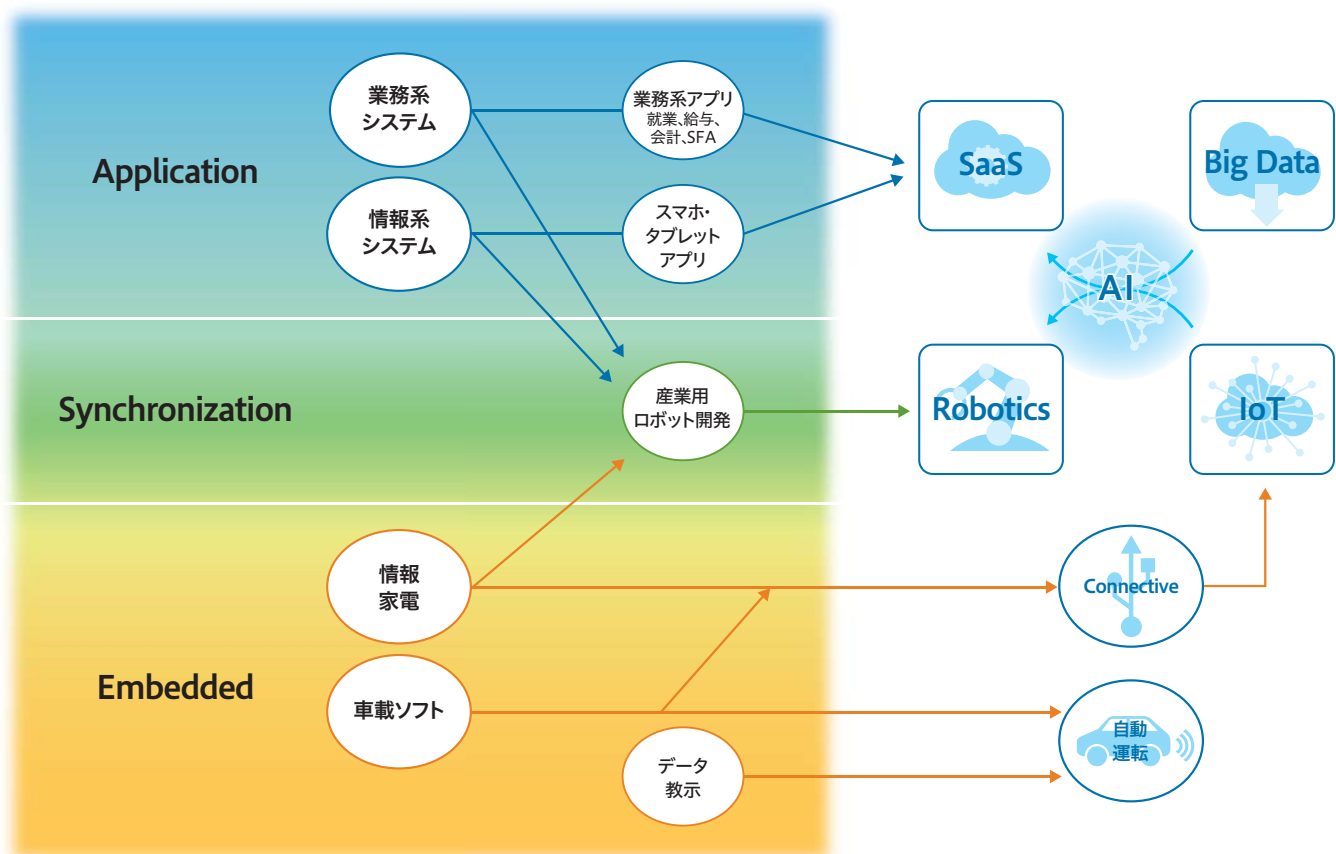 Application
業務系
システム
情報系
システム
業務系アプリ
就業、給与、
会計、SFA
スマホ・
タブレット
アプリ
SaaS
Big Data
AI
Synchronization
産業用
ロボット開発
Robotics
IoT
Embedded
情報
家電
車載ソフト
データ
教示
Connective
自動
運転